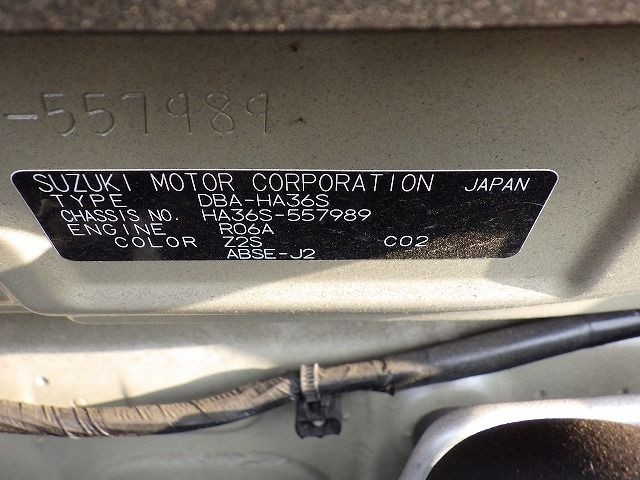 -557989
SUZUKI MOTOR CORPORATION JAPAN
TYPE DBA-HA36S
CHASSIS NO. HA36S-557989
ENGINE R06A
COLOR Z2S C02
ABSE-J2